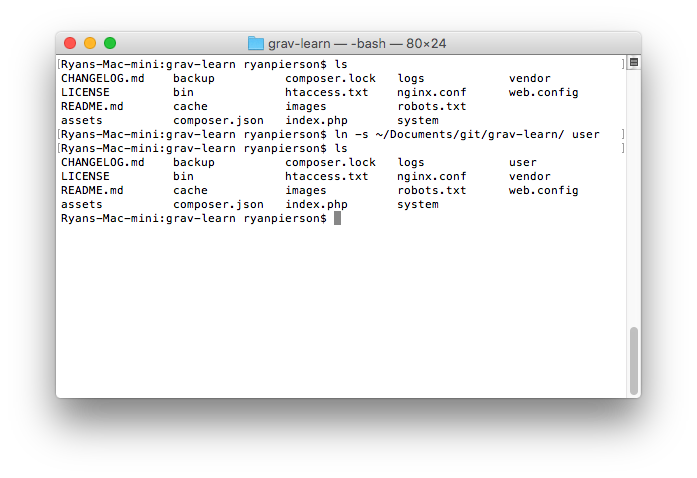 grav-learn — -bash — 80×24
[Ryans-Mac-mini:grav-learn ryanpierson$ ls ]
CHANGELOG.md backup composer.lock logs vendor
LICENSE bin htaccess.txt nginx.conf web.config
README.md cache images robots.txt
assets composer.json index.php system
[Ryans-Mac-mini:grav-learn ryanpierson$ ln -s ~/Documents/git/grav-learn/ user ]
[Ryans-Mac-mini:grav-learn ryanpierson$ ls ]
CHANGELOG.md backup composer.lock logs user
LICENSE bin htaccess.txt nginx.conf vendor
README.md cache images robots.txt web.config
assets composer.json index.php system
Ryans-Mac-mini:grav-learn ryanpierson$